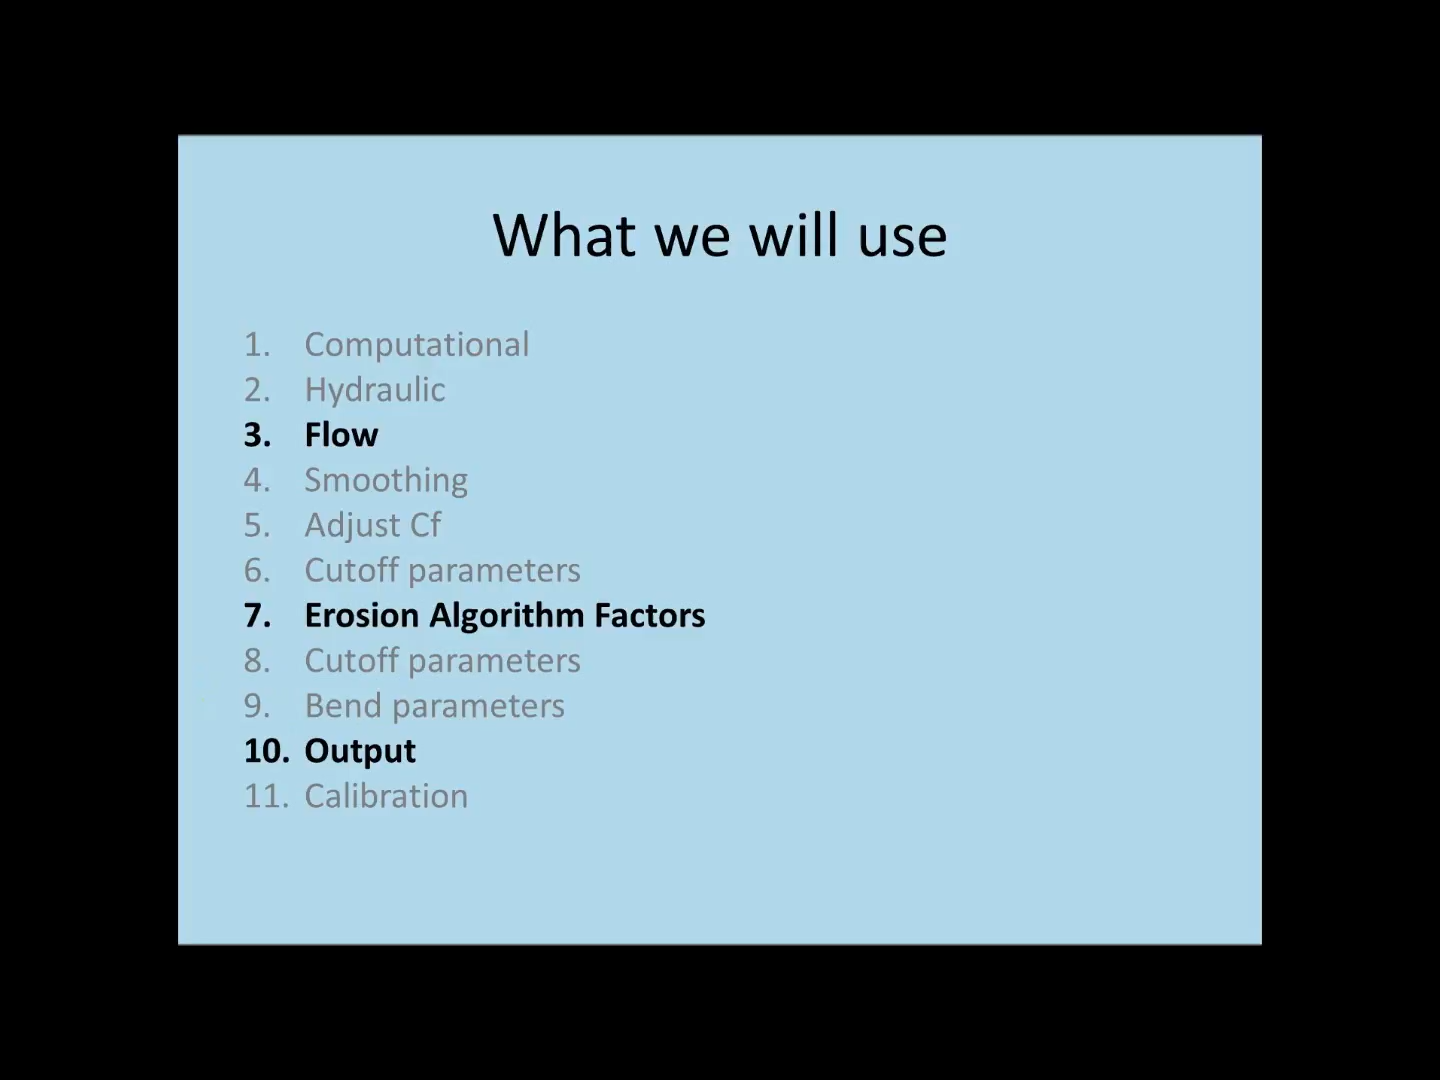 What we will use
1. Computational
2. Hydraulic
3. Flow
4. Smoothing
5. Adjust Cf
6. Cutoff parameters
7. Erosion Algorithm Factors
8. Cutoff parameters
9. Bend parameters
10. Output
11. Calibration